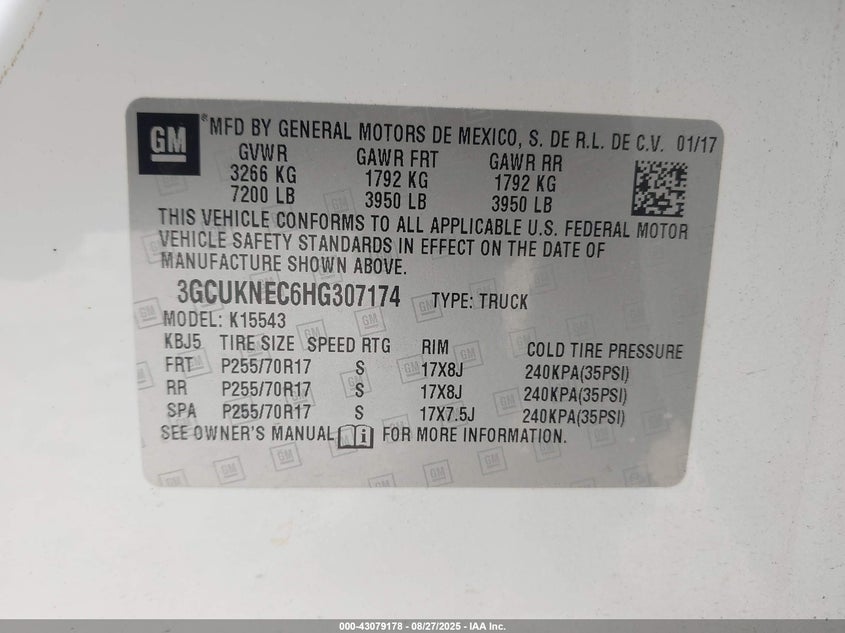 GM ® MFD BY GENERAL MOTORS DE MEXICO, S. DE R.L. DE C.V. 01/17
GVWR GAWR FRT GAWR RR
3266 KG 1792 KG 1792 KG
7200 LB 3950 LB 3950 LB
THIS VEHICLE CONFORMS TO ALL APPLICABLE U.S. FEDERAL MOTOR
VEHICLE SAFETY STANDARDS IN EFFECT ON THE DATE OF
MANUFACTURE SHOWN ABOVE.
3GCUKNEC6HG307174 TYPE: TRUCK
MODEL: K15543
KBJ5 TIRE SIZE SPEED RTG RIM COLD TIRE PRESSURE
FRT P255/70R17 S 17X8J 240KPA(35PSI)
RR P255/70R17 S 17X8J 240KPA(35PSI)
SPA P255/70R17 S 17X7.5J 240KPA(35PSI)
SEE OWNER'S MANUAL i FOR MORE INFORMATION.
000-43079178 - 08/27/2025 - IAA Inc.